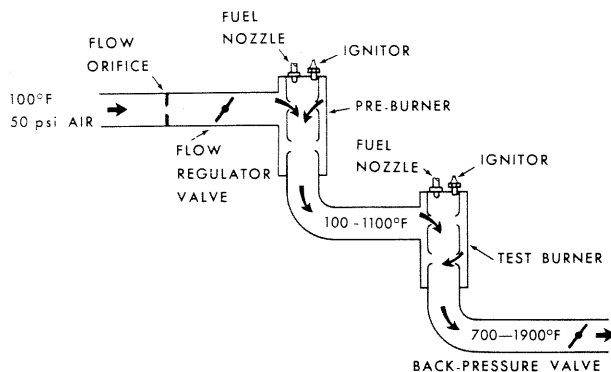 FUEL
NOZZLE
IGNITOR
FLOW
ORIFICE
100°F
50 psi AIR
PRE-BURNER
FLOW
REGULATOR
VALVE
FUEL
NOZZLE
IGNITOR
100-1100°F
TEST BURNER
700—1900°F
BACK-PRESSURE VALVE